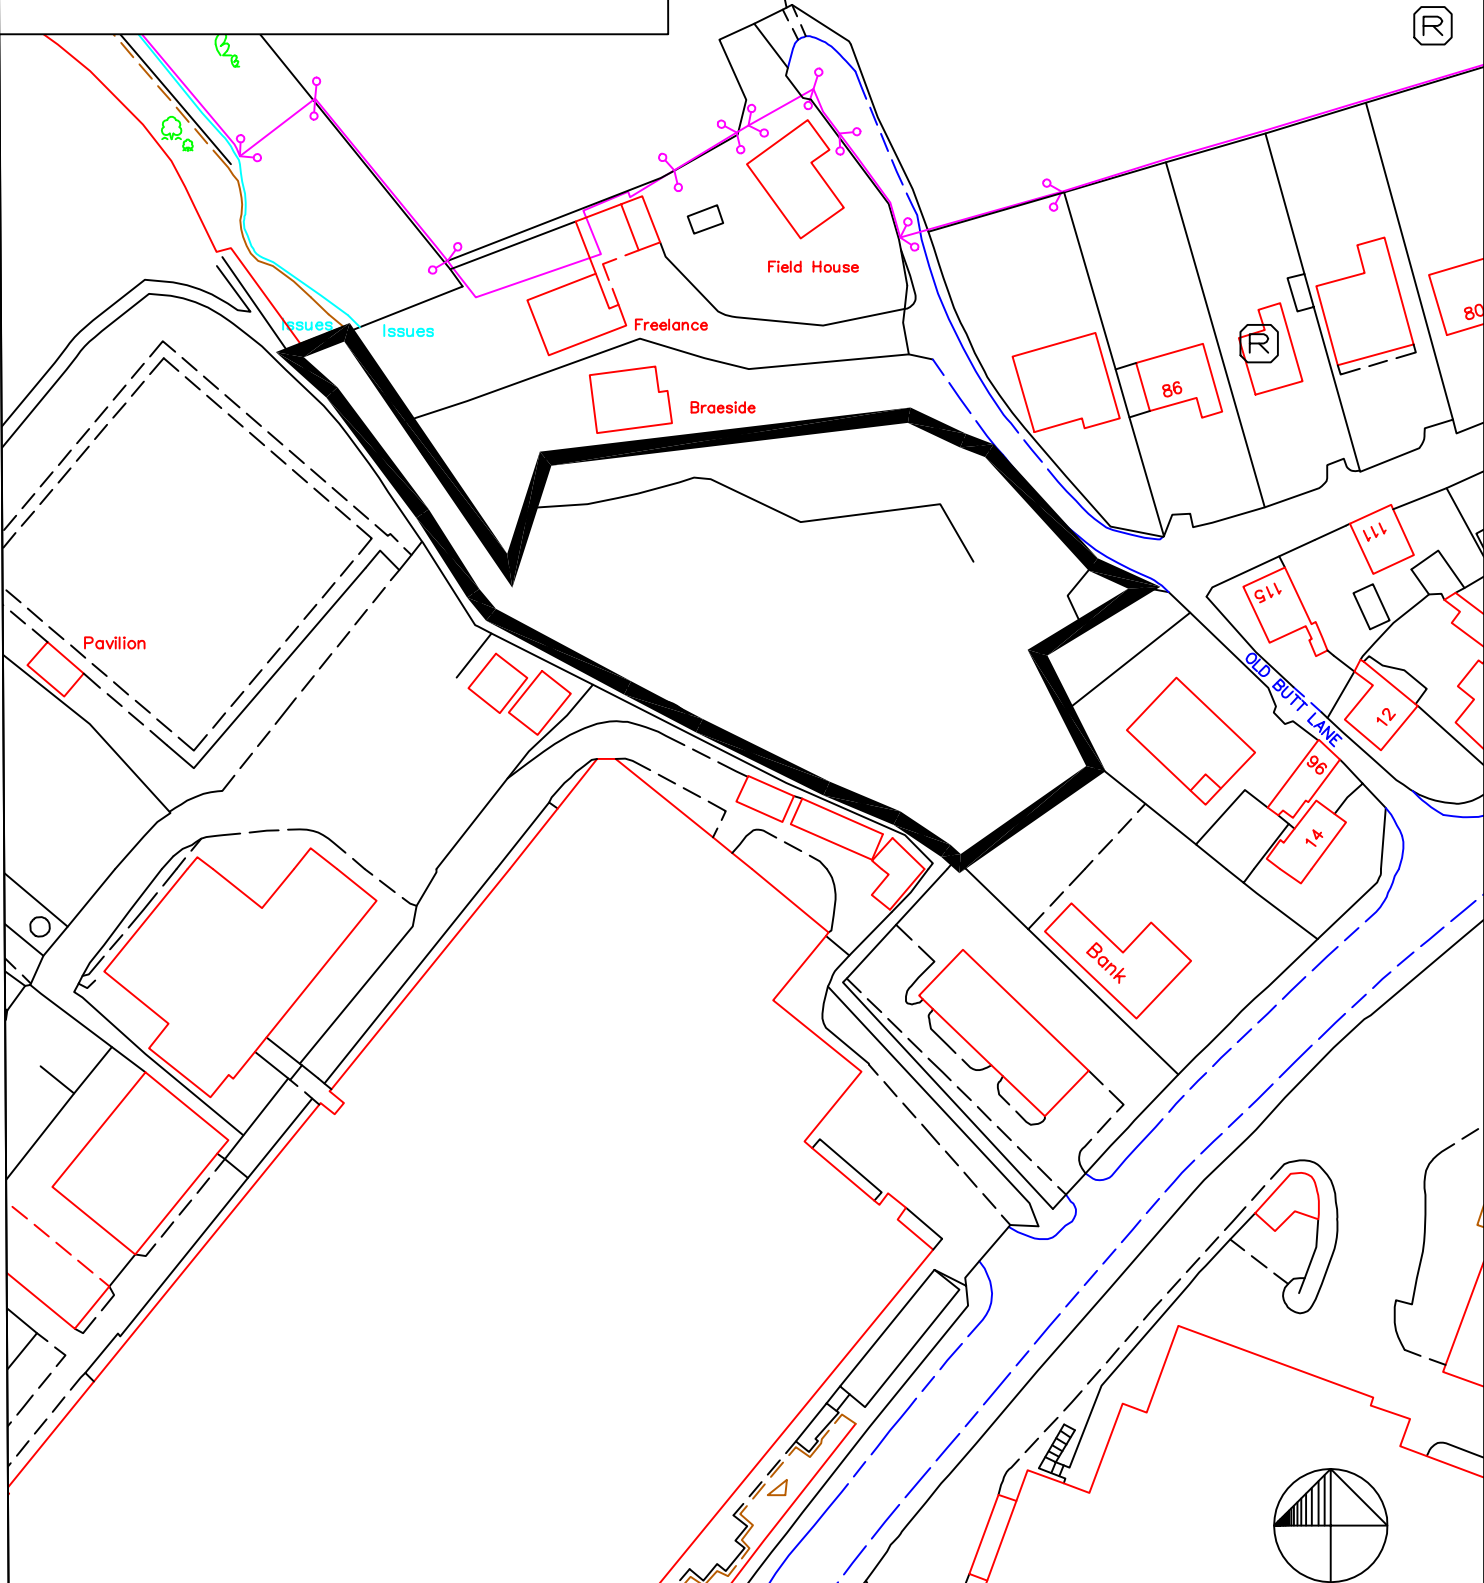 R
Field House
Issues
Issues
Freelance
80
R
86
Braeside
111
115
Pavilion
OLD BUTT LANE
12
96
14
Bank